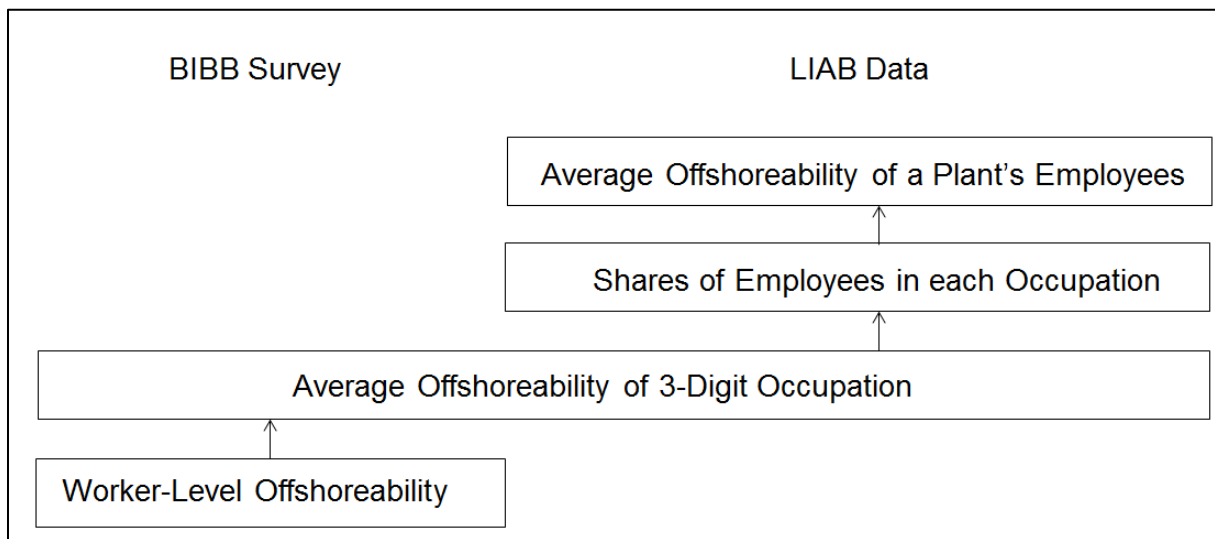 BIBB Survey
LIAB Data
Average Offshoreability of a Plant's Employees
Shares of Employees in each Occupation
Average Offshoreability of 3-Digit Occupation
Worker-Level Offshoreability